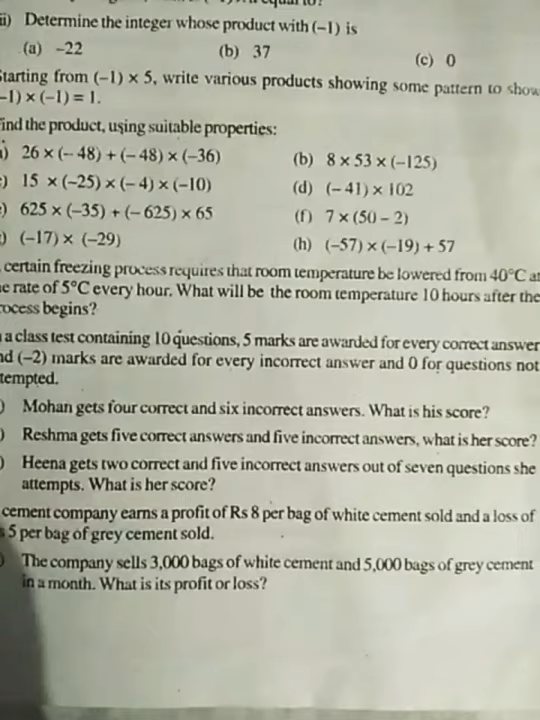 ii) Determine the integer whose product with (−1) is
(a) −22 (b) 37 (c) 0
Starting from (−1) × 5, write various products showing some pattern to show
−1) × (−1) = 1.
ind the product, using suitable properties:
) 26 × (− 48) + (− 48) × (−36) (b) 8 × 53 × (−125)
) 15 × (−25) × (− 4) × (−10) (d) (− 41) × 102
) 625 × (−35) + (− 625) × 65 (f) 7 × (50 − 2)
) (−17) × (−29) (h) (−57) × (−19) + 57
certain freezing process requires that room temperature be lowered from 40°C at
e rate of 5°C every hour. What will be the room temperature 10 hours after the
ocess begins?
a class test containing 10 questions, 5 marks are awarded for every correct answer
nd (−2) marks are awarded for every incorrect answer and 0 for questions not
tempted.
) Mohan gets four correct and six incorrect answers. What is his score?
) Reshma gets five correct answers and five incorrect answers, what is her score?
) Heena gets two correct and five incorrect answers out of seven questions she
attempts. What is her score?
cement company earns a profit of Rs 8 per bag of white cement sold and a loss of
s 5 per bag of grey cement sold.
) The company sells 3,000 bags of white cement and 5,000 bags of grey cement
in a month. What is its profit or loss?